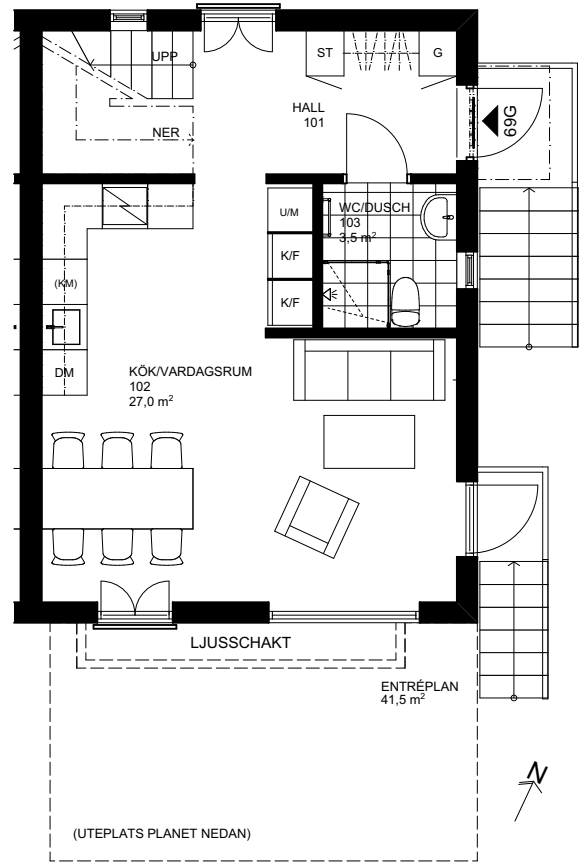 UPP
ST
G
HALL
101
69G
NER
U/M
WC/DUSCH
103
3,5 m²
K/F
(KM)
K/F
DM
KÖK/VARDAGSRUM
102
27,0 m²
LJUSSCHAKT
ENTRÉPLAN
41,5 m²
N
(UTEPLATS PLANET NEDAN)